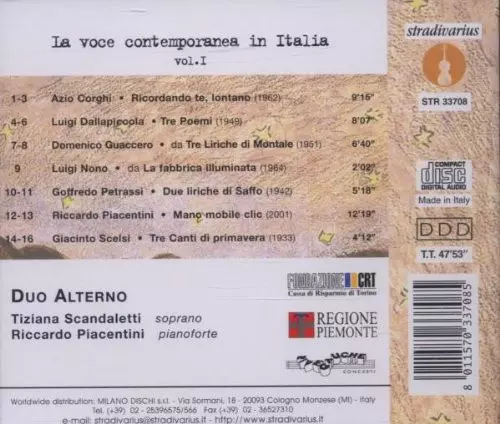 La voce contemporanea in Italia
vol.I
1-3 Azio Corghi • Ricordando te, lontano (1962) 9'15"
4-6 Luigi Dallapiccola • Tre Poemi (1949) 8'07"
7-8 Domenico Guaccero • da Tre Liriche di Montale (1951) 6'40"
9 Luigi Nono • da La fabbrica illuminata (1964) 2'02"
10-11 Goffredo Petrassi • Due liriche di Saffo (1942) 5'18"
12-13 Riccardo Piacentini • Mano mobile clic (2001) 12'19"
14-16 Giacinto Scelsi • Tre Canti di primavera (1933) 4'12"
DUO ALTERNO
Tiziana Scandaletti soprano
Riccardo Piacentini pianoforte
FONDAZIONE CRT
Cassa di Risparmio di Torino
REGIONE
PIEMONTE
CONCERTI
Worldwide distribution: MILANO DISCHI s.r.l. - Via Sormani, 18 - 20093 Cologno Monzese (MI) - Italy
Tel. (+39) 02 - 25396575/566 Fax (+39) 02 - 36527310
e-mail: stradivarius@stradivarius.it - http://www.stradivarius.it
stradivarius
STR 33708
COMPACT
disc
DIGITAL AUDIO
Made in Italy
DDD
T.T. 47'53"
8 011570 337085